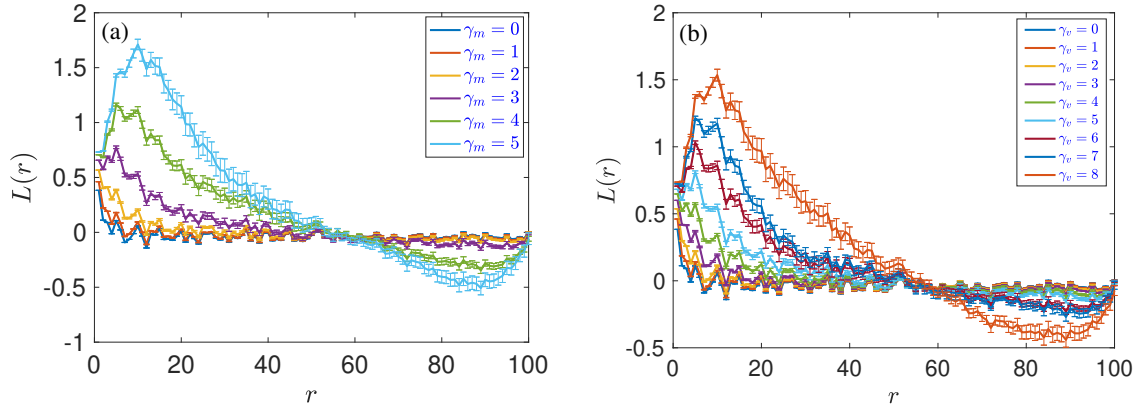 (a)
2
1.5
1
0.5
0
-0.5
-1
0
20
40
60
80
100
L(r)
r
γₘ = 0
γₘ = 1
γₘ = 2
γₘ = 3
γₘ = 4
γₘ = 5
(b)
2
1.5
1
0.5
0
-0.5
0
20
40
60
80
100
L(r)
r
γᵥ = 0
γᵥ = 1
γᵥ = 2
γᵥ = 3
γᵥ = 4
γᵥ = 5
γᵥ = 6
γᵥ = 7
γᵥ = 8